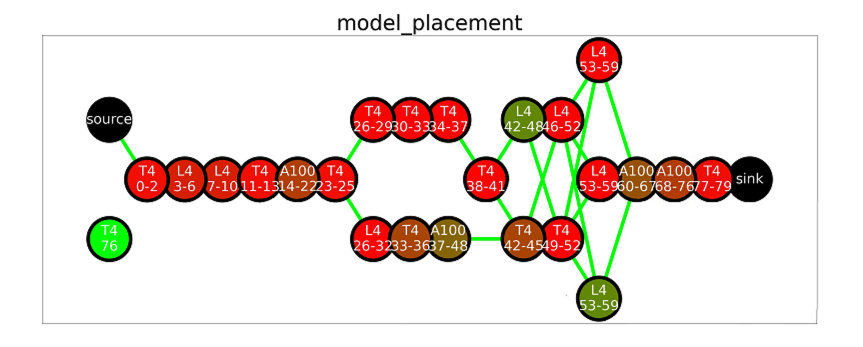 model_placement
source
T4
0-2
L4
3-6
L4
7-10
T4
11-13
A100
14-22
T4
23-25
T4
26-29
T4
30-33
T4
34-37
L4
26-32
T4
33-36
A100
37-48
T4
38-41
L4
42-48
L4
46-52
T4
42-45
T4
49-52
L4
53-59
L4
53-59
L4
53-59
A100
60-67
A100
68-76
T4
77-79
sink
T4
76